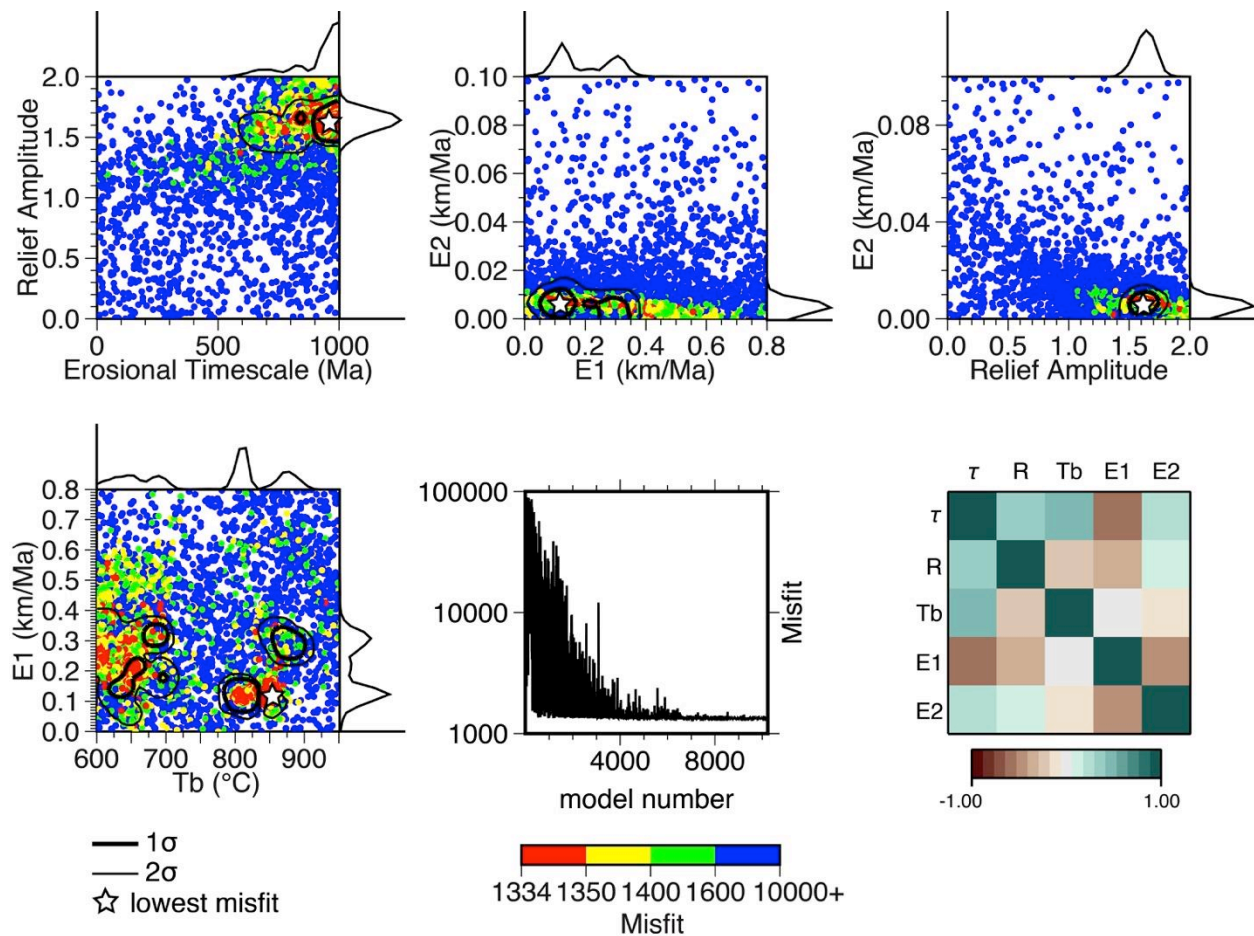 2.0
1.5
1.0
0.5
0.0
Relief Amplitude
0
500
1000
Erosional Timescale (Ma)
0.10
0.08
0.06
0.04
0.02
0.00
E2 (km/Ma)
0.0
0.2
0.4
0.6
0.8
E1 (km/Ma)
0.08
0.04
0.00
E2 (km/Ma)
0.0
0.5
1.0
1.5
2.0
Relief Amplitude
0.8
0.7
0.6
0.5
0.4
0.3
0.2
0.1
0.0
E1 (km/Ma)
600
700
800
900
Tb (°C)
100000
10000
1000
Misfit
4000
8000
model number
τ R Tb E1 E2
τ
R
Tb
E1
E2
-1.00
1.00
1σ
2σ
lowest misfit
1334 1350 1400 1600 10000+
Misfit